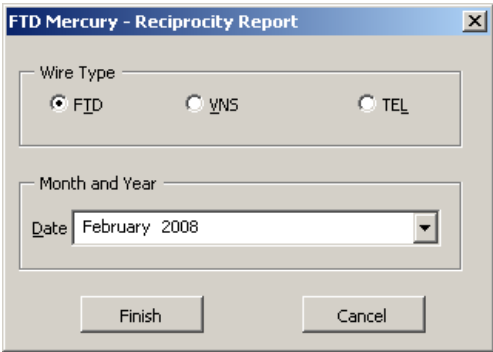 FTD Mercury - Reciprocity Report
Wire Type
FTD VNS TEL
Month and Year
Date February 2008
Finish Cancel